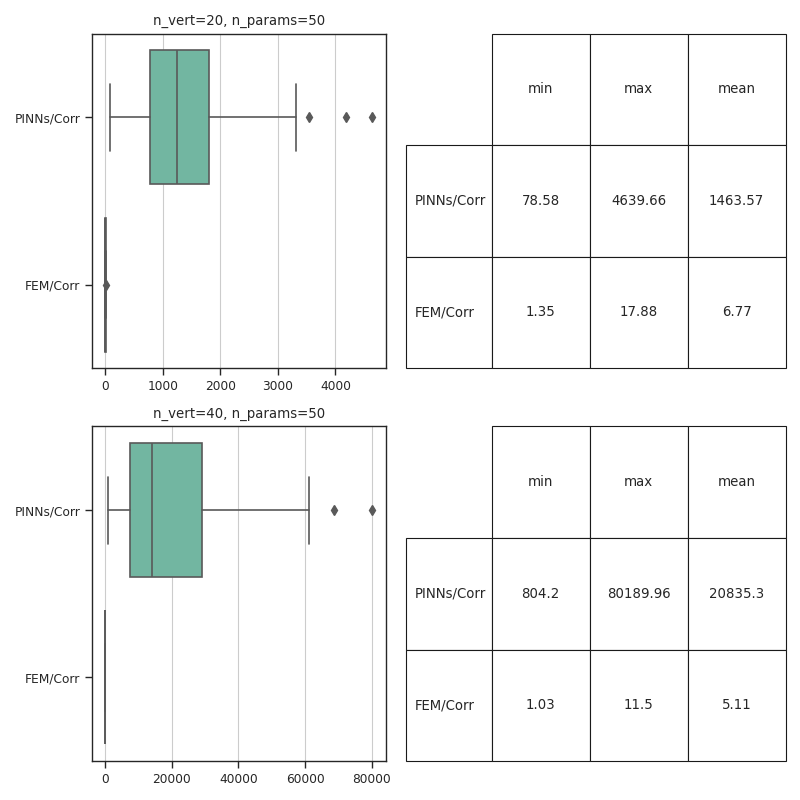 n_vert=20, n_params=50
PINNs/Corr
FEM/Corr
0 1000 2000 3000 4000
min max mean
PINNs/Corr 78.58 4639.66 1463.57
FEM/Corr 1.35 17.88 6.77
n_vert=40, n_params=50
PINNs/Corr
FEM/Corr
0 20000 40000 60000 80000
min max mean
PINNs/Corr 804.2 80189.96 20835.3
FEM/Corr 1.03 11.5 5.11